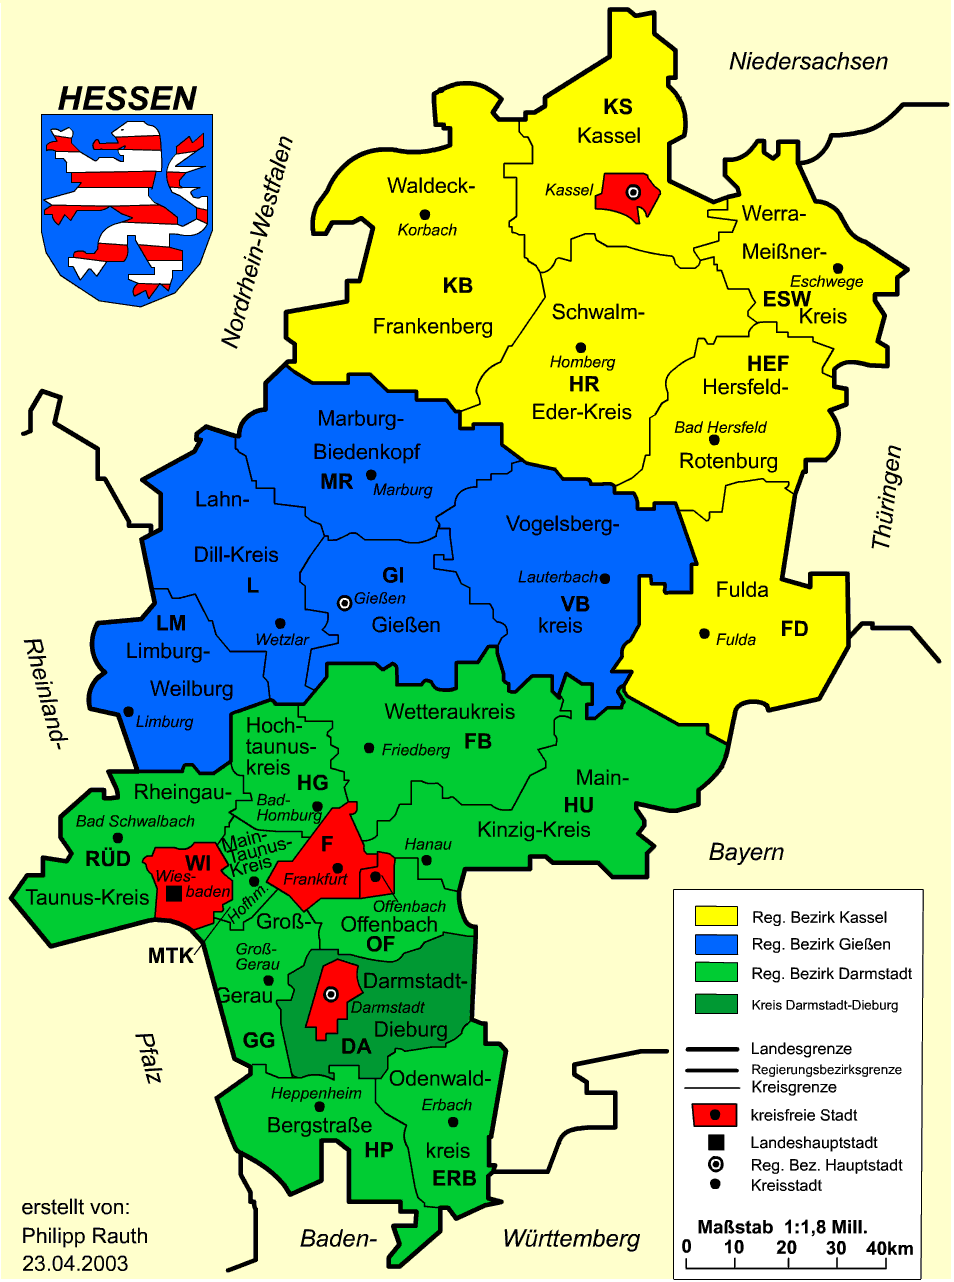 HESSEN
Niedersachsen
Nordrhein-Westfalen
KS
Kassel
Kassel
Waldeck-
Korbach
KB
Frankenberg
Werra-
Meißner-
Eschwege
ESW
Kreis
Schwalm-
Homberg
HR
Eder-Kreis
HEF
Hersfeld-
Bad Hersfeld
Rotenburg
Thüringen
Marburg-
Biedenkopf
MR
Marburg
Lahn-
Dill-Kreis
L
Wetzlar
GI
Gießen
Gießen
Vogelsberg-
Lauterbach
VB
kreis
Fulda
Fulda
FD
LM
Limburg-
Weilburg
Limburg
Rheinland-
Pfalz
Hoch-
taunus-
kreis
HG
Bad-
Homburg
Wetteraukreis
Friedberg
FB
Main-
HU
Kinzig-Kreis
Hanau
Rheingau-
Bad Schwalbach
RÜD
Taunus-Kreis
WI
Wies-
baden
Main-
Taunus-
Kreis
Hofhm.
MTK
F
Frankfurt
Offenbach
Offenbach
OF
Groß-
Groß-
Gerau
Gerau
GG
Darmstadt-
Darmstadt
Dieburg
DA
Odenwald-
Erbach
kreis
ERB
Heppenheim
Bergstraße
HP
Bayern
Baden-
Württemberg
erstellt von:
Philipp Rauth
23.04.2003
Reg. Bezirk Kassel
Reg. Bezirk Gießen
Reg. Bezirk Darmstadt
Kreis Darmstadt-Dieburg
Landesgrenze
Regierungsbezirksgrenze
Kreisgrenze
kreisfreie Stadt
Landeshauptstadt
Reg. Bez. Hauptstadt
Kreisstadt
Maßstab 1:1,8 Mill.
0 10 20 30 40km